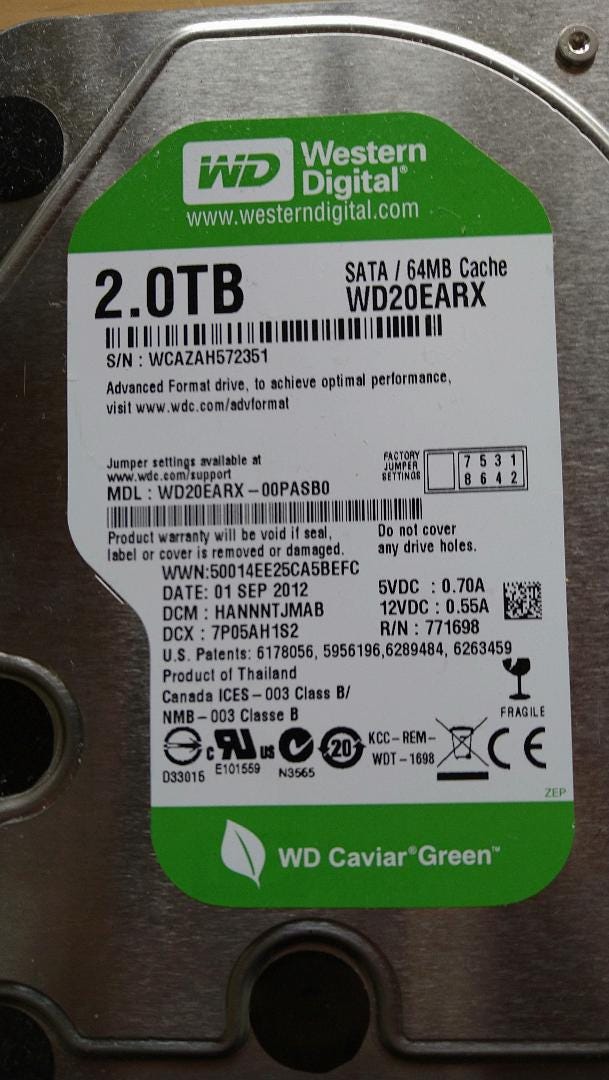 WD Western Digital®
www.westerndigital.com
2.0TB
SATA / 64MB Cache
WD20EARX
S/N : WCAZAH572351
Advanced Format drive, to achieve optimal performance,
visit www.wdc.com/advformat
Jumper settings available at
www.wdc.com/support
FACTORY
JUMPER
SETTINGS
7 5 3 1
8 6 4 2
MDL : WD20EARX-00PASB0
Product warranty will be void if seal,
label or cover is removed or damaged.
Do not cover
any drive holes.
WWN:50014EE25CA5BEFC
DATE: 01 SEP 2012
DCM : HANNNTJMAB
DCX : 7P05AH1S2
5VDC : 0.70A
12VDC : 0.55A
R/N : 771698
U.S. Patents: 6178056, 5956196,6289484, 6263459
Product of Thailand
Canada ICES-003 Class B/
NMB-003 Classe B
FRAGILE
D33015
c RU us
E101559
N3565
20
KCC-REM-
WDT-1698
CE
ZEP
WD Caviar®Green™